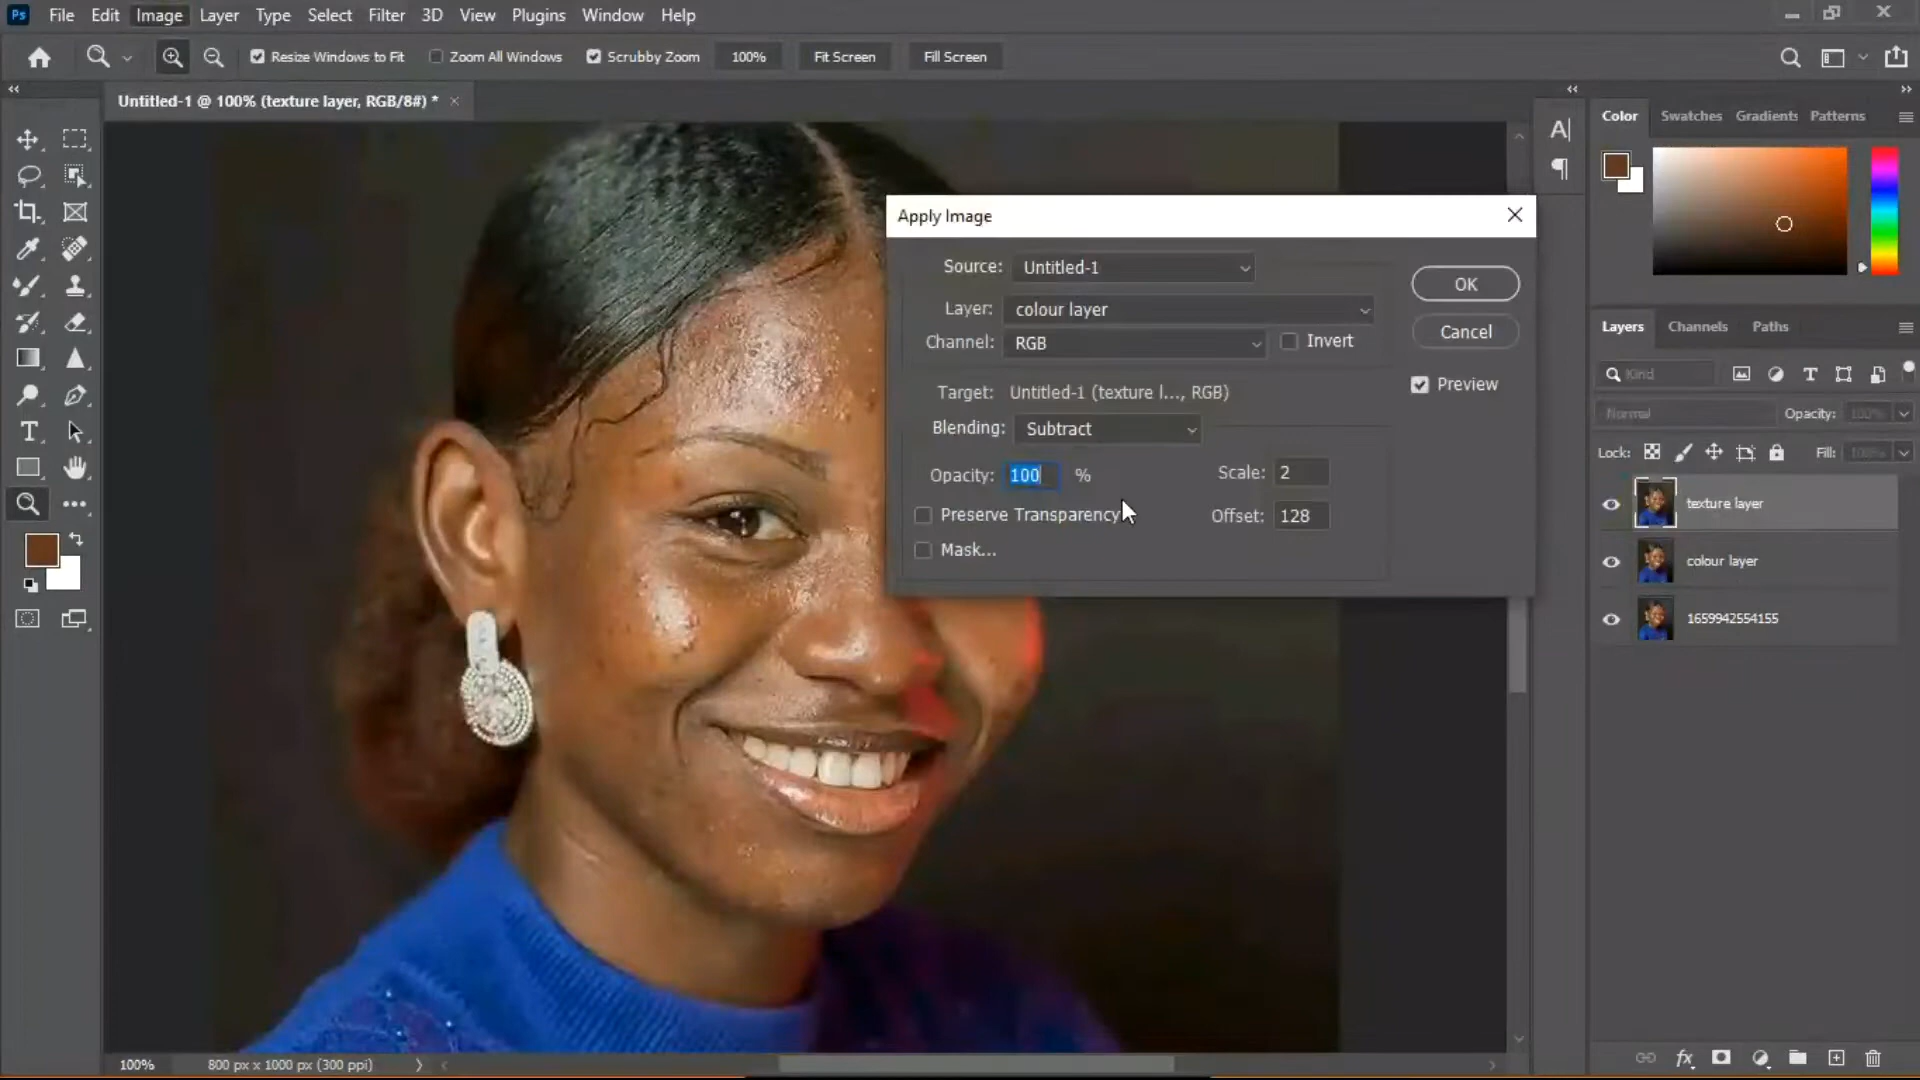 Ps File Edit Image Layer Type Select Filter 3D View Plugins Window Help
Resize Windows to Fit Zoom All Windows Scrubby Zoom 100% Fit Screen Fill Screen
Untitled-1 @ 100% (texture layer, RGB/8#) *
Color Swatches Gradients Patterns
Apply Image
Source: Untitled-1
Layer: colour layer
Channel: RGB Invert
Target: Untitled-1 (texture l..., RGB)
Blending: Subtract
Opacity: 100 %
Scale: 2
Preserve Transparency
Offset: 128
Mask...
OK
Cancel
Preview
Layers Channels Paths
Kind
Normal Opacity: 100%
Lock: Fill: 100%
texture layer
colour layer
1659942554155
100% 800 px x 1000 px (300 ppi)